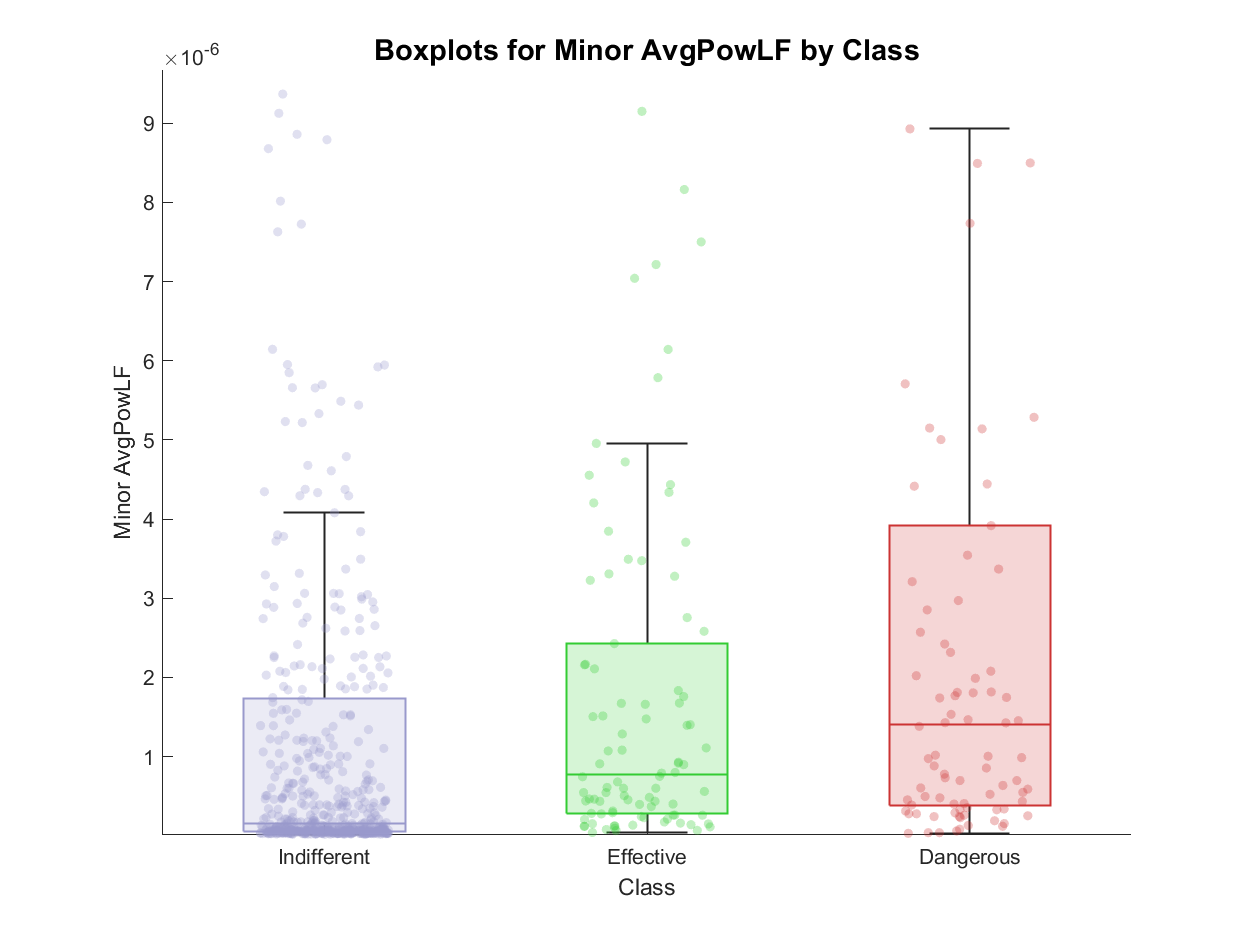 Boxplots for Minor AvgPowLF by Class
×10-6
9
8
7
6
5
4
3
2
1
Minor AvgPowLF
Indifferent Effective Dangerous
Class